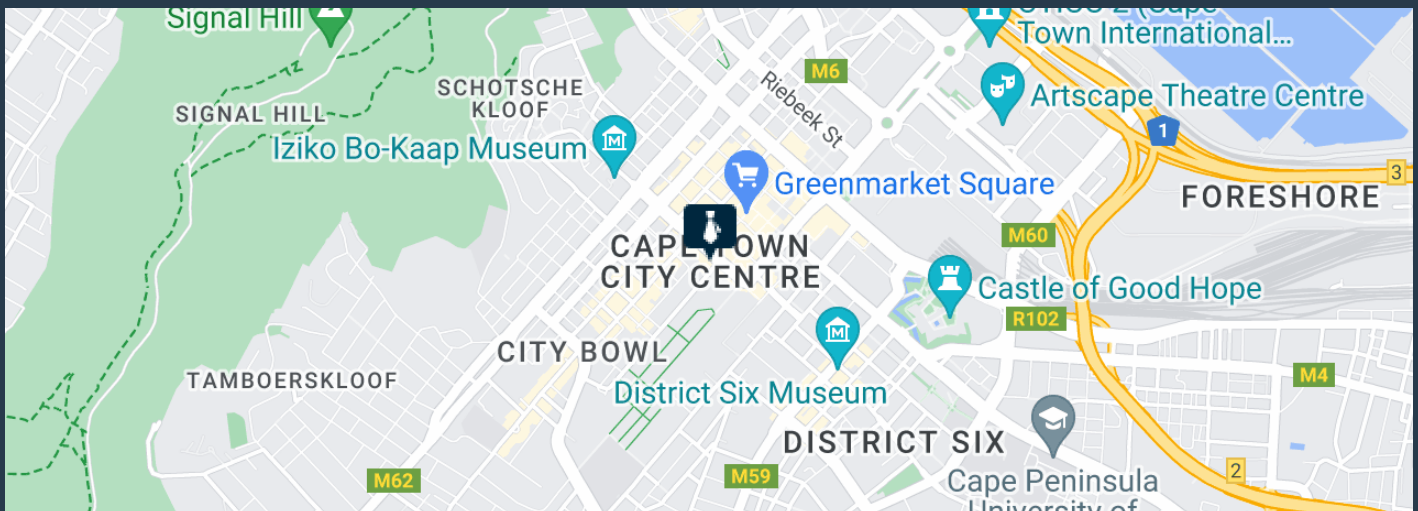 Signal Hill
Town International...
M6
SCHOTSCHE
KLOOF
Riebeek St
Artscape Theatre Centre
SIGNAL HILL
1
Iziko Bo-Kaap Museum
3
Greenmarket Square
FORESHORE
M60
CAPE TOWN
CITY CENTRE
Castle of Good Hope
R102
CITY BOWL
TAMBOERSKLOOF
M4
District Six Museum
DISTRICT SIX
2
M62
M59
Cape Peninsula
University of